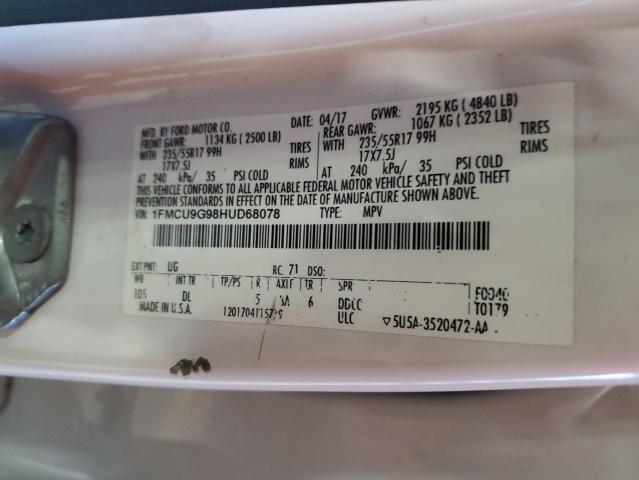 MFD. BY FORD MOTOR CO. DATE: 04/17 GVWR: 2195 KG ( 4840 LB)
FRONT GAWR: 1134 KG ( 2500 LB) REAR GAWR: 1067 KG ( 2352 LB)
WITH 235/55R17 99H TIRES WITH 235/55R17 99H TIRES
17X7.5J RIMS 17X7.5J RIMS
AT 240 kPa/ 35 PSI COLD AT 240 kPa/ 35 PSI COLD
THIS VEHICLE CONFORMS TO ALL APPLICABLE FEDERAL MOTOR VEHICLE SAFETY AND THEFT
PREVENTION STANDARDS IN EFFECT ON THE DATE OF MANUFACTURE SHOWN ABOVE.
1FMCU9G98HUD68078 TYPE: MPV
EXT PNT: UG RC: 71 DSO:
WB INT TR TP/PS R AXLE TR SPR
105 DL 5 6 F0040
MADE IN U.S.A. ULC T0179
▽5U5A-3520472-AA